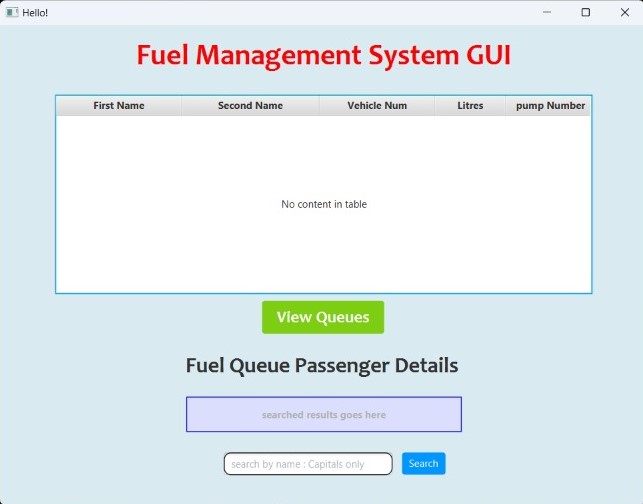 Hello!
Fuel Management System GUI
First Name Second Name Vehicle Num Litres pump Number
No content in table
View Queues
Fuel Queue Passenger Details
searched results goes here
search by name : Capitals only Search